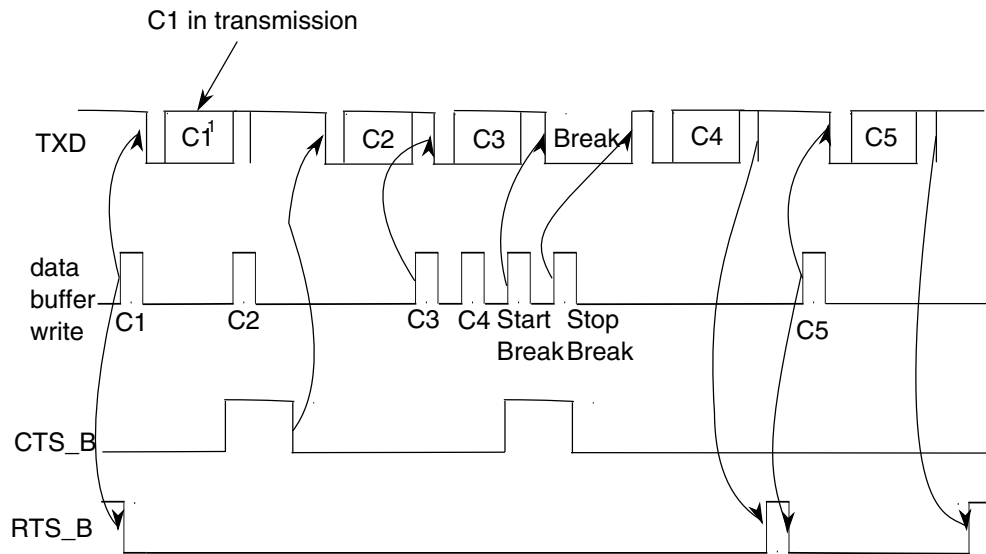 C1 in transmission
TXD
C1 1
C2
C3
Break
C4
C5
data
buffer
write
C1
C2
C3
C4
Start
Break
Stop
Break
C5
CTS_B
RTS_B